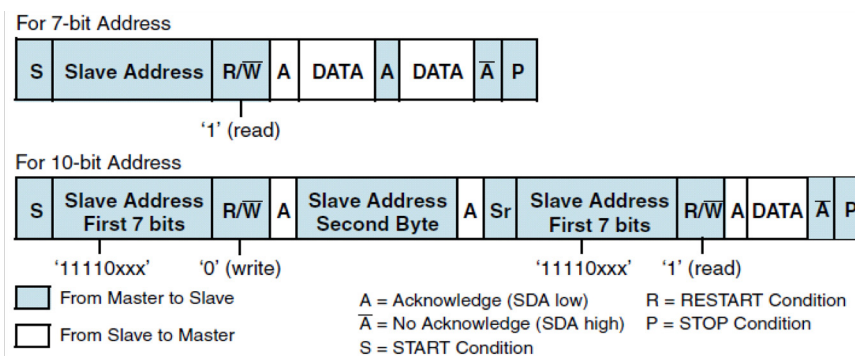 For 7-bit Address
S Slave Address R/W̅ A DATA A DATA A̅ P
‘1’ (read)
For 10-bit Address
S Slave Address First 7 bits R/W̅ A Slave Address Second Byte A Sr Slave Address First 7 bits R/W̅ A DATA A̅ P
‘11110xxx’ ‘0’ (write) ‘11110xxx’ ‘1’ (read)
From Master to Slave
From Slave to Master
A = Acknowledge (SDA low)
A̅ = No Acknowledge (SDA high)
S = START Condition
R = RESTART Condition
P = STOP Condition